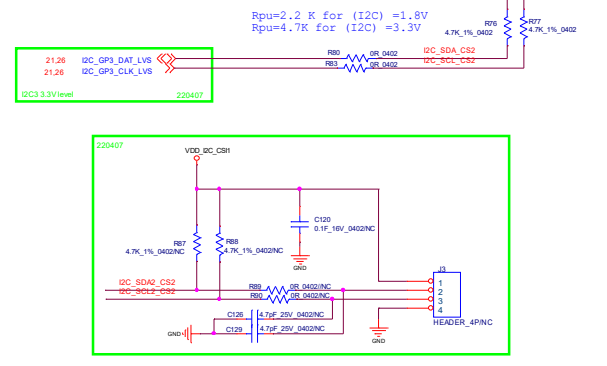 Rpu=2.2 K for (I2C) =1.8V
Rpu=4.7K for (I2C) =3.3V
R76
4.7K_1%_0402
R77
4.7K_1%_0402
21,26 I2C_GP3_DAT_LVS
R80 0R_0402 I2C_SDA_CS2
21,26 I2C_GP3_CLK_LVS
R83 0R_0402 I2C_SCL_CS2
I2C3 3.3V level
220407
220407
VDD_I2C_CSI1
C120
0.1F_16V_0402/NC
R87
4.7K_1%_0402/NC
R88
4.7K_1%_0402/NC
GND
J3
I2C_SDA2_CS2
R89 0R_0402/NC
I2C_SCL2_CS2
R90 0R_0402/NC
1
2
3
4
HEADER_4P/NC
C126 4.7pF_25V_0402/NC
GND
C129 4.7pF_25V_0402/NC
GND